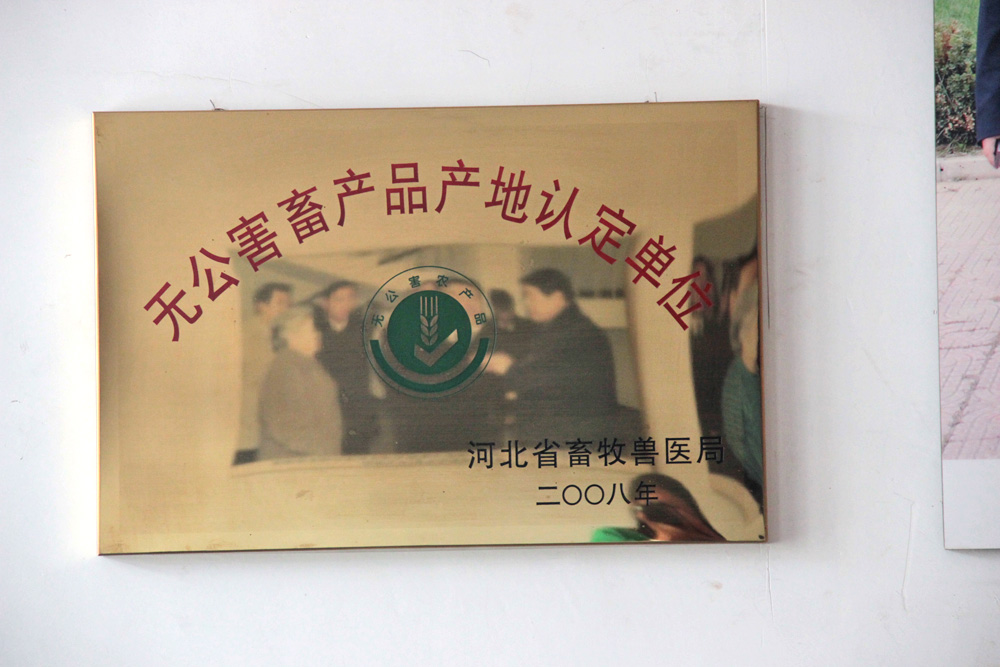 无公害畜产品产地认定单位
无公害农产品
河北省畜牧兽医局
二〇〇八年